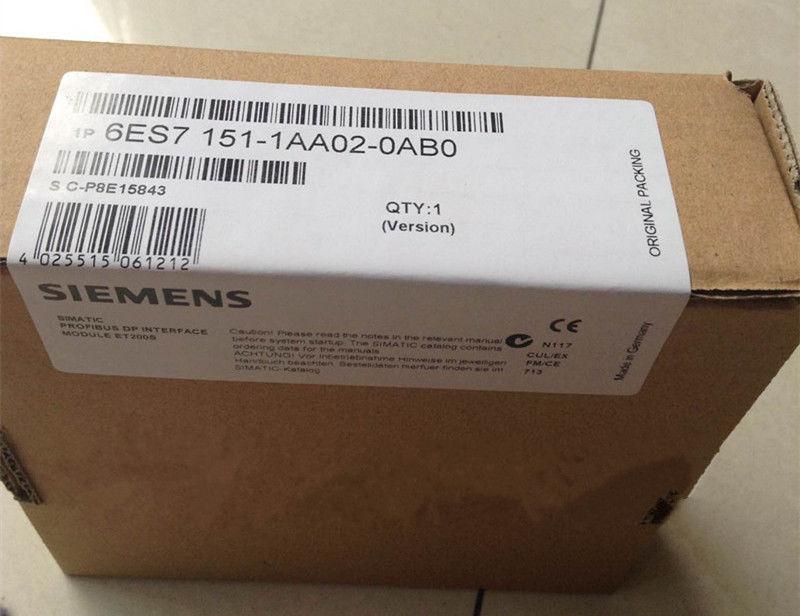 1P 6ES7 151-1AA02-0AB0
S C-P8E15843
QTY:1
(Version)
4 025515 061212
ORIGINAL PACKING
SIEMENS
SIMATIC
PROFIBUS DP INTERFACE
MODULE ET200S
Caution! Please read the notes in the relevant manual
before system startup. The SIMATIC catalog contains
ordering data for the manuals
ACHTUNG! Vor Inbetriebnahme Hinweise im jeweiligen
Handbuch beachten. Bestelldaten hierfuer finden sie im
SIMATIC-Katalog
CE
N117
CUL/EX
FM/CE
713
Made in Germany